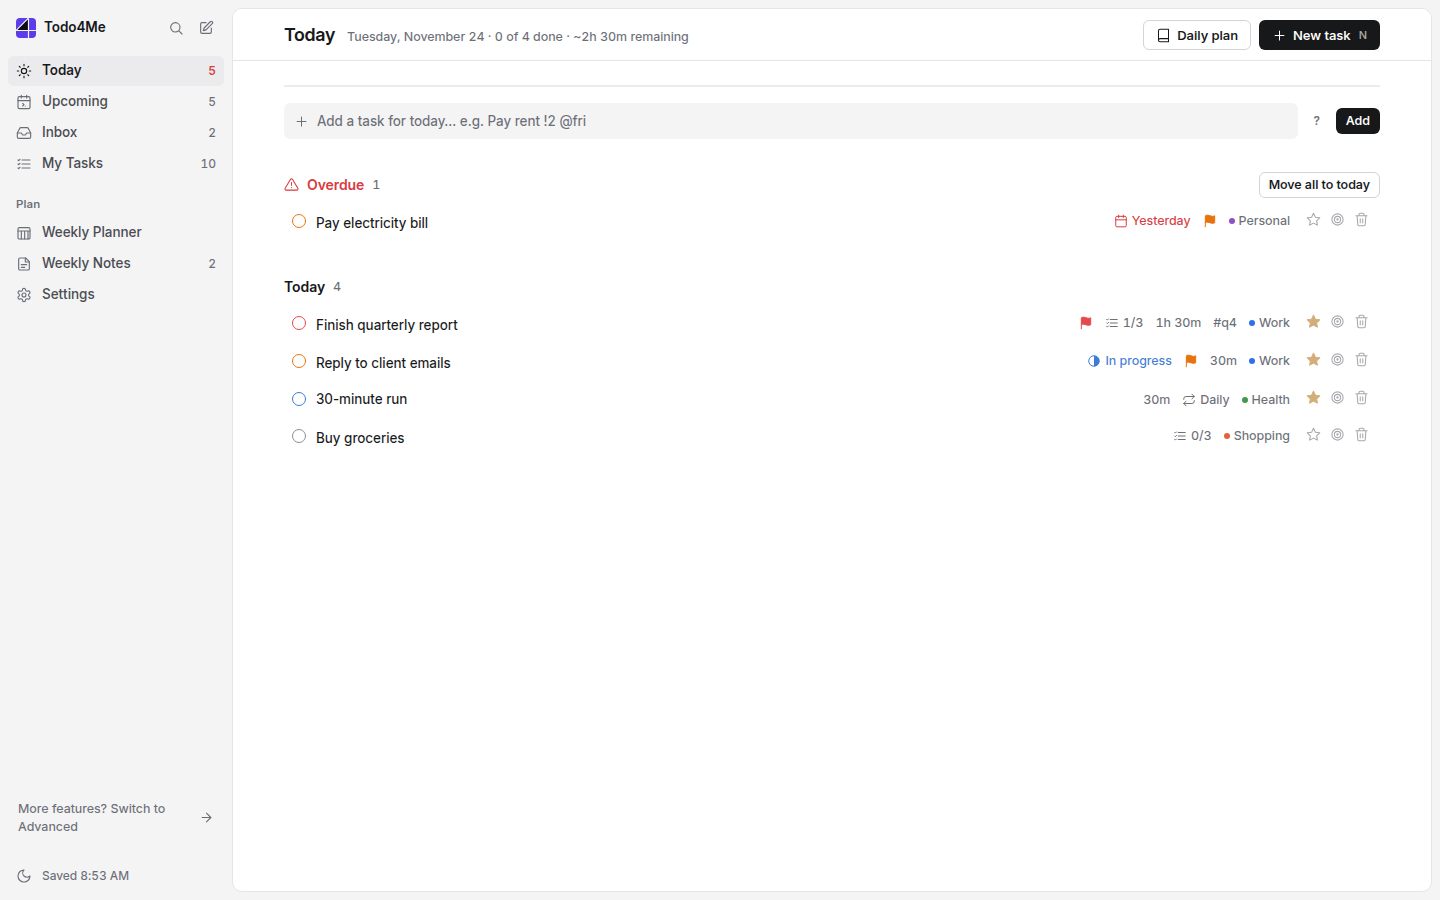 Todo4Me
Today 5
Upcoming 5
Inbox 2
My Tasks 10
Plan
Weekly Planner
Weekly Notes 2
Settings
More features? Switch to
Advanced
Saved 8:53 AM
Today Tuesday, November 24 · 0 of 4 done · ~2h 30m remaining
Daily plan
New task N
Add a task for today... e.g. Pay rent !2 @fri
? Add
Overdue 1
Move all to today
Pay electricity bill Yesterday Personal
Today 4
Finish quarterly report 1/3 1h 30m #q4 Work
Reply to client emails In progress 30m Work
30-minute run 30m Daily Health
Buy groceries 0/3 Shopping